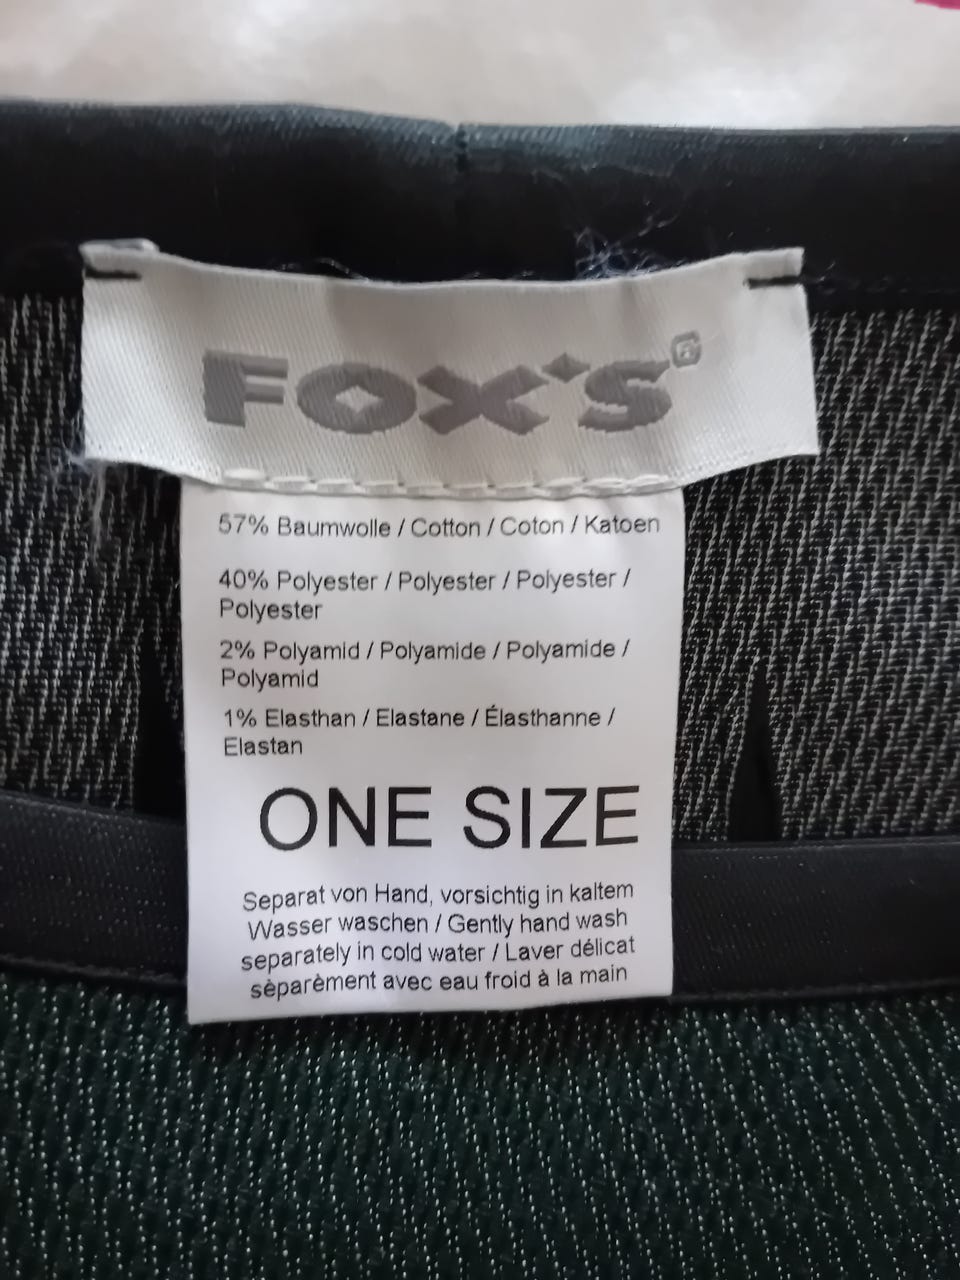 FOX'S®
57% Baumwolle / Cotton / Coton / Katoen
40% Polyester / Polyester / Polyester /
Polyester
2% Polyamid / Polyamide / Polyamide /
Polyamid
1% Elasthan / Elastane / Élasthanne /
Elastan
ONE SIZE
Separat von Hand, vorsichtig in kaltem
Wasser waschen / Gently hand wash
separately in cold water / Laver délicat
sèparèment avec eau froid à la main